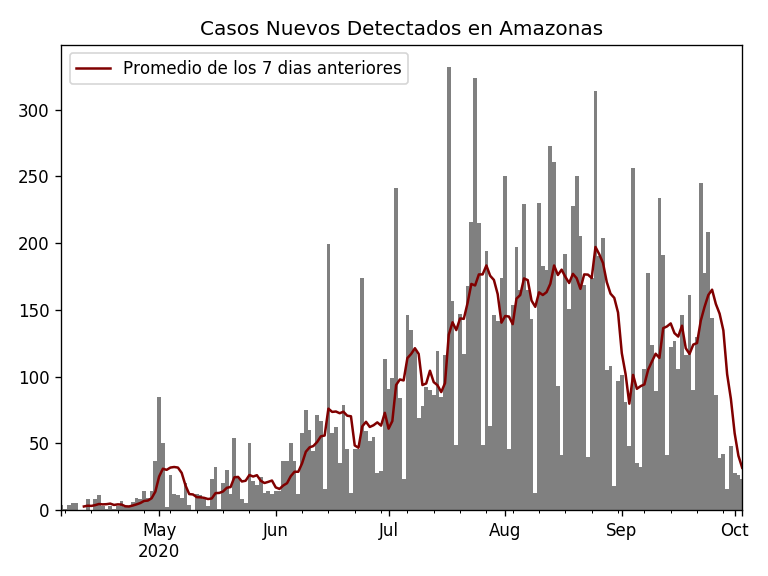 Casos Nuevos Detectados en Amazonas
Promedio de los 7 dias anteriores
300
250
200
150
100
50
0
May Jun Jul Aug Sep Oct
2020